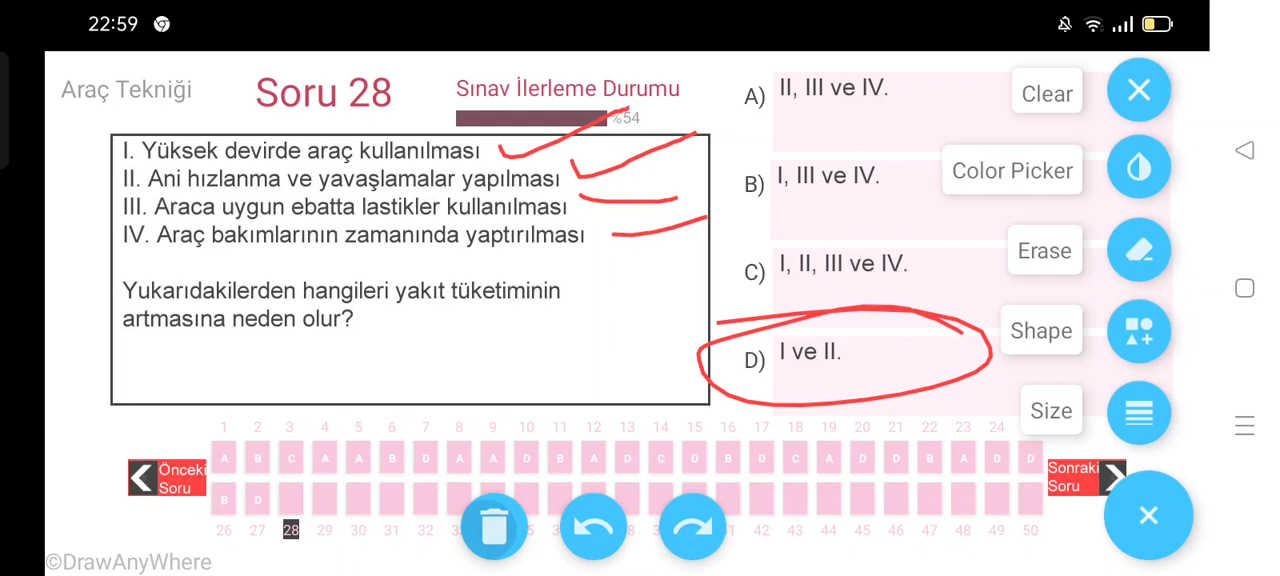 22:59
Araç Tekniği
Soru 28
Sınav İlerleme Durumu
%54
I. Yüksek devirde araç kullanılması
II. Ani hızlanma ve yavaşlamalar yapılması
III. Araca uygun ebatta lastikler kullanılması
IV. Araç bakımlarının zamanında yaptırılması
Yukarıdakilerden hangileri yakıt tüketiminin
artmasına neden olur?
A) II, III ve IV.
B) I, III ve IV.
C) I, II, III ve IV.
D) I ve II.
Clear
Color Picker
Erase
Shape
Size
1 2 3 4 5 6 7 8 9 10 11 12 13 14 15 16 17 18 19 20 21 22 23 24
A B C A A B D A A D B A D C D B D C A D D B A D D
B D
26 27 28 29 30 31 32 42 43 44 45 46 47 48 49 50
Önceki
Soru
Sonraki
Soru
©DrawAnyWhere